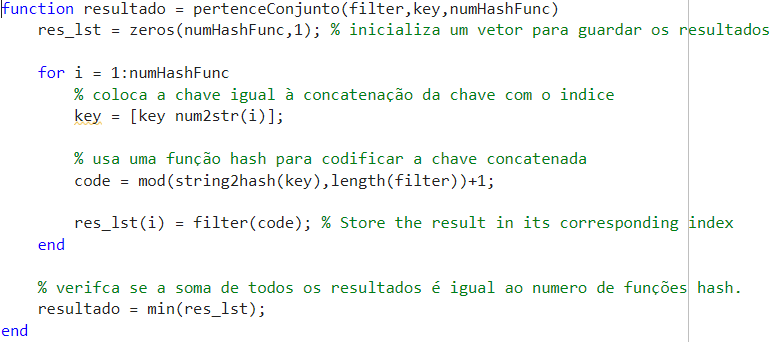 function resultado = pertenceConjunto(filter,key,numHashFunc)
res_lst = zeros(numHashFunc,1); % inicializa um vetor para guardar os resultados
for i = 1:numHashFunc
% coloca a chave igual à concatenação da chave com o indice
key = [key num2str(i)];
% usa uma função hash para codificar a chave concatenada
code = mod(string2hash(key),length(filter))+1;
res_lst(i) = filter(code); % Store the result in its corresponding index
end
% verifca se a soma de todos os resultados é igual ao numero de funções hash.
resultado = min(res_lst);
end